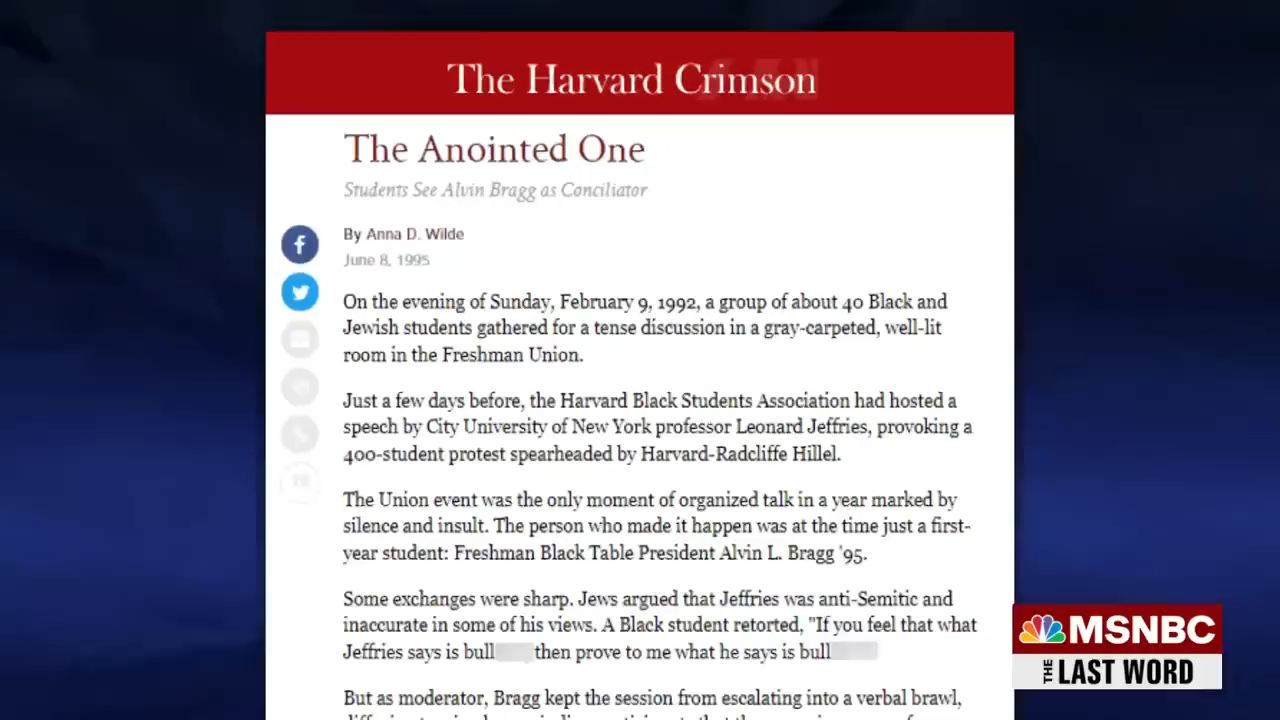 The Harvard Crimson
The Anointed One
Students See Alvin Bragg as Conciliator
By Anna D. Wilde
June 8, 1995
On the evening of Sunday, February 9, 1992, a group of about 40 Black and
Jewish students gathered for a tense discussion in a gray-carpeted, well-lit
room in the Freshman Union.
Just a few days before, the Harvard Black Students Association had hosted a
speech by City University of New York professor Leonard Jeffries, provoking a
400-student protest spearheaded by Harvard-Radcliffe Hillel.
The Union event was the only moment of organized talk in a year marked by
silence and insult. The person who made it happen was at the time just a first-
year student: Freshman Black Table President Alvin L. Bragg '95.
Some exchanges were sharp. Jews argued that Jeffries was anti-Semitic and
inaccurate in some of his views. A Black student retorted, "If you feel that what
Jeffries says is bull then prove to me what he says is bull
But as moderator, Bragg kept the session from escalating into a verbal brawl,
MSNBC
THE LAST WORD